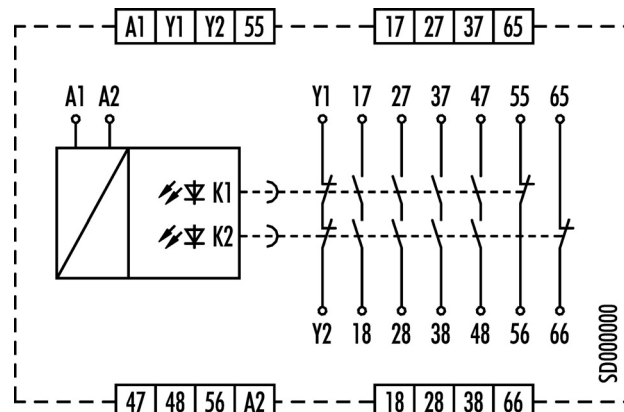 A1 Y1 Y2 55 17 27 37 65
A1 A2 Y1 17 27 37 47 55 65
K1
K2
Y2 18 28 38 48 56 66
SD000000
47 48 56 A2 18 28 38 66